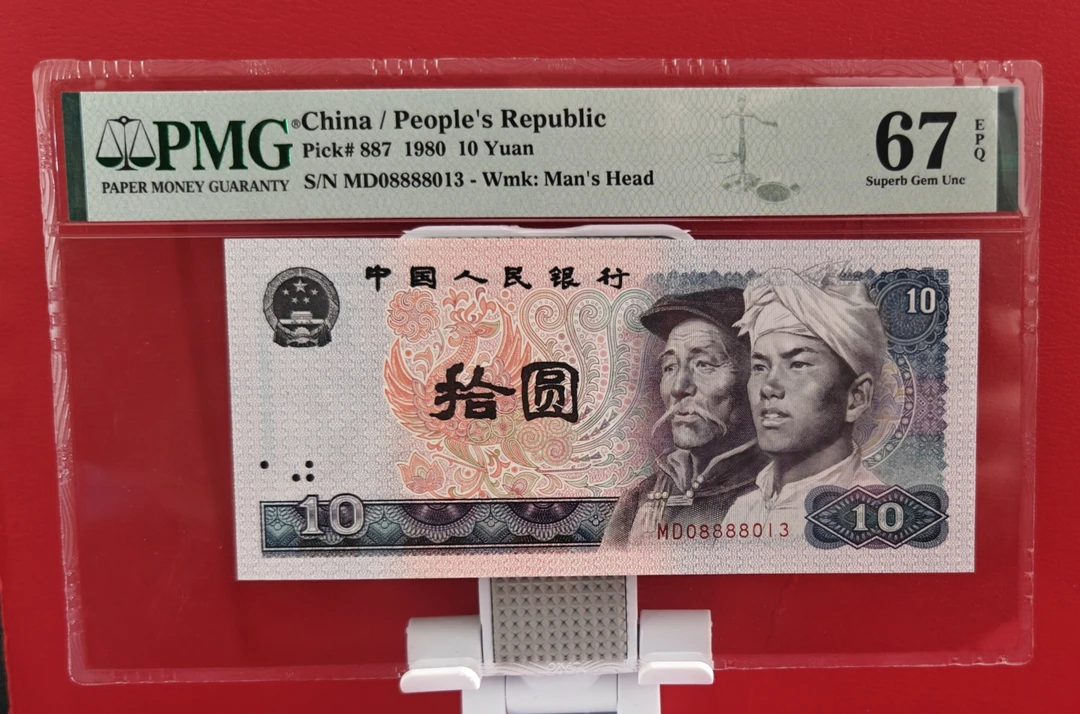 PMG®
PAPER MONEY GUARANTY
China / People's Republic
Pick# 887 1980 10 Yuan
S/N MD08888013 - Wmk: Man's Head
67
EPQ
Superb Gem Unc
中国人民银行
10
拾圆
10
MD08888013
10